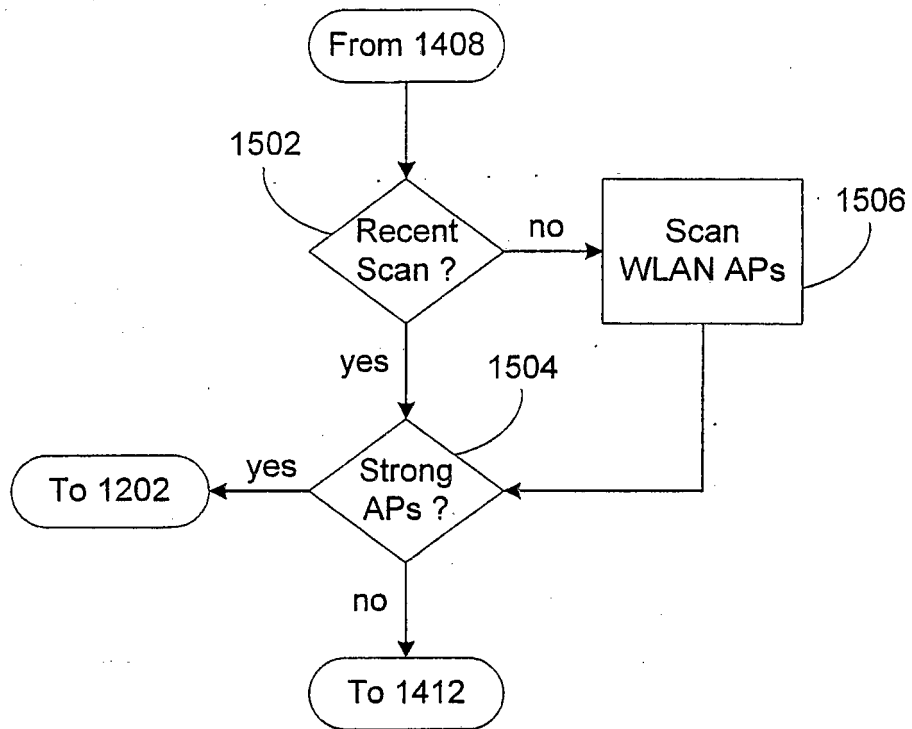 From 1408
1502
Recent
Scan ?
no
Scan
WLAN APs
1506
yes
1504
Strong
APs ?
yes
To 1202
no
To 1412